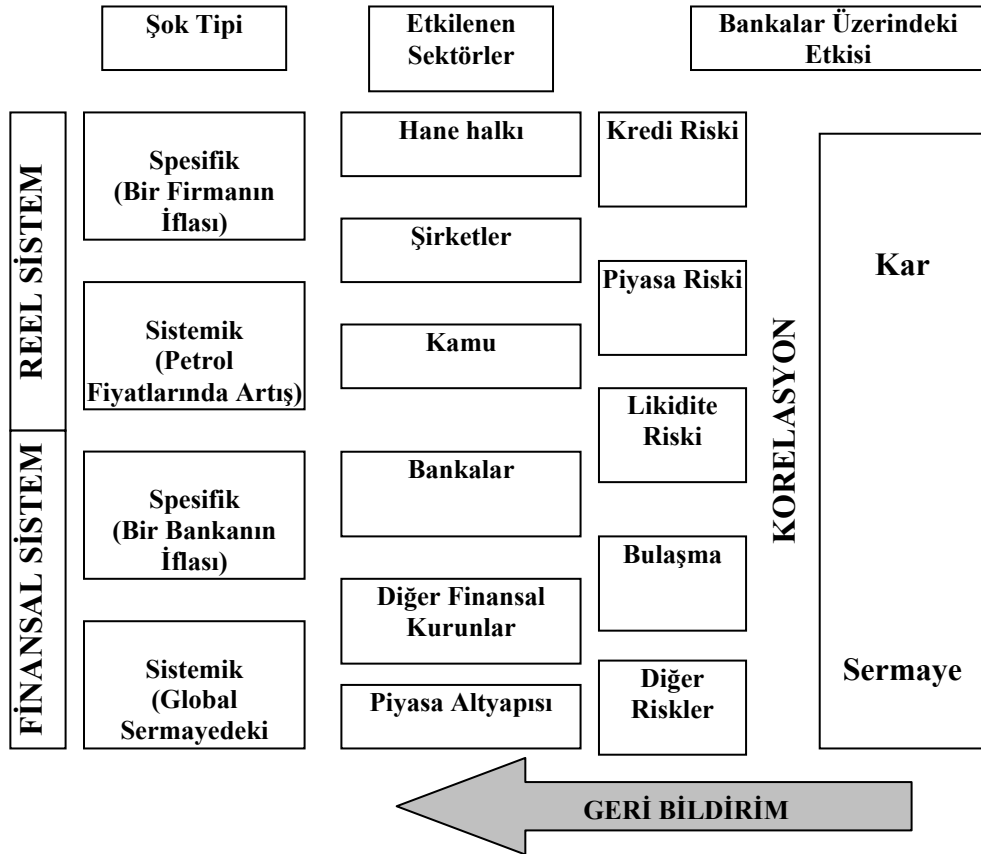 Şok Tipi
Etkilenen
Sektörler
Bankalar Üzerindeki
Etkisi
REEL SİSTEM
FİNANSAL SİSTEM
Spesifik
(Bir Firmanın
İflası)
Sistemik
(Petrol
Fiyatlarında Artış)
Spesifik
(Bir Bankanın
İflası)
Sistemik
(Global
Sermayedeki
Hane halkı
Şirketler
Kamu
Bankalar
Diğer Finansal
Kurunlar
Piyasa Altyapısı
Kredi Riski
Piyasa Riski
Likidite
Riski
Bulaşma
Diğer
Riskler
KORELASYON
Kar
Sermaye
GERİ BİLDİRİM